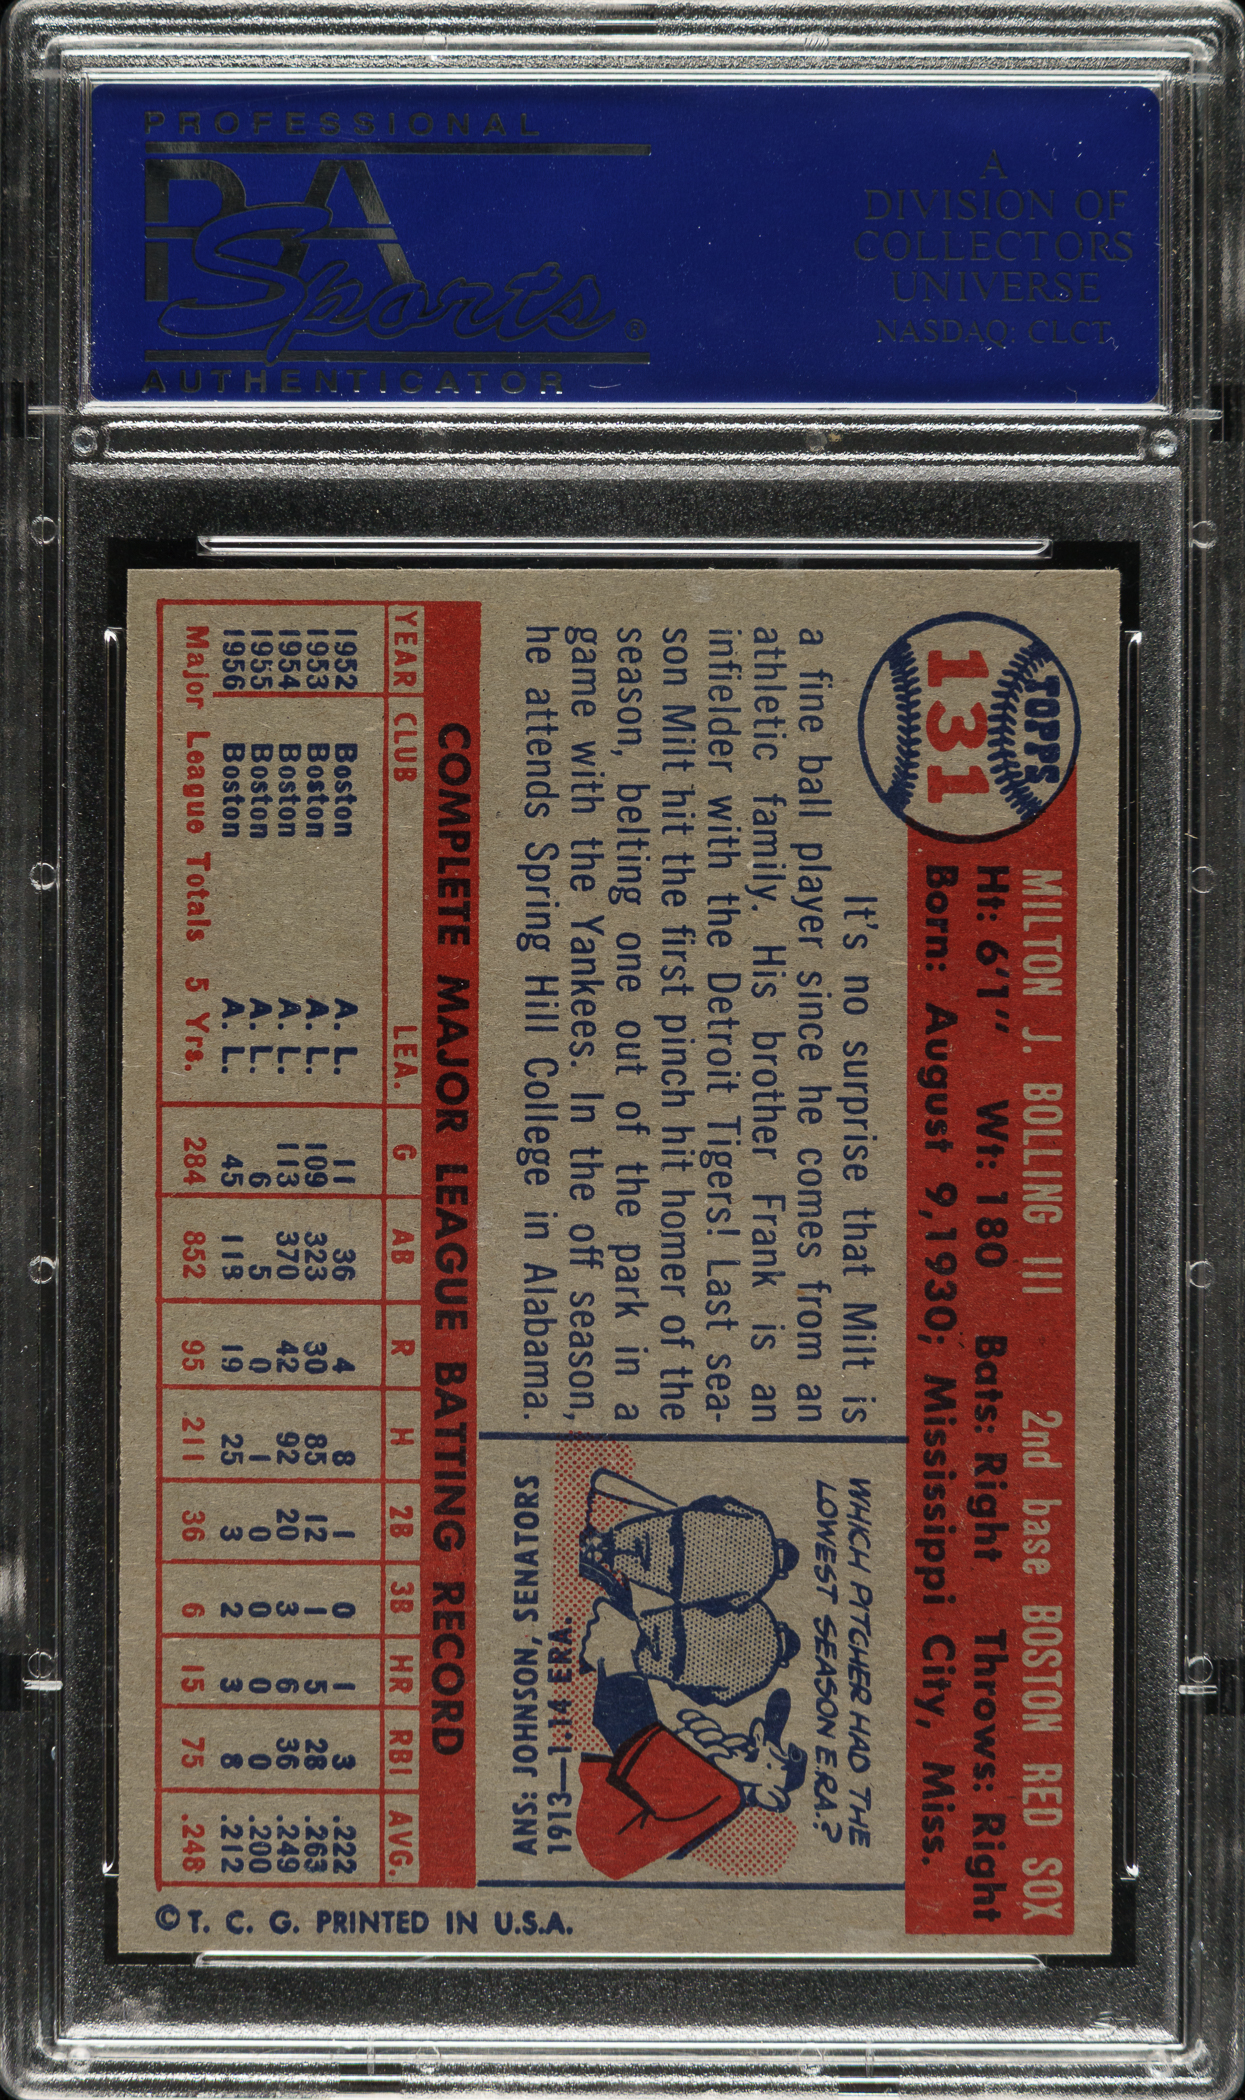 PROFESSIONAL
PSA
Sports®
AUTHENTICATOR
A
DIVISION OF
COLLECTORS
UNIVERSE
NASDAQ: CLCT
TOPPS
131
MILTON J. BOLLING III 2nd base BOSTON RED SOX
Ht: 6'1" Wt: 180 Bats: Right Throws: Right
Born: August 9, 1930; Mississippi City, Miss.
It's no surprise that Milt is
a fine ball player since he comes from an
athletic family. His brother Frank is an
infielder with the Detroit Tigers! Last sea-
son Milt hit the first pinch hit homer of the
season, belting one out of the park in a
game with the Yankees. In the off season,
he attends Spring Hill College in Alabama.
WHICH PITCHER HAD THE
LOWEST SEASON E.R.A.?
1913—1.14 ERA.
ANS: JOHNSON, SENATORS
COMPLETE MAJOR LEAGUE BATTING RECORD
YEAR CLUB LEA. G AB R H 2B 3B HR RBI AVG.
1952 Boston A. L. 11 36 4 8 1 0 1 3 .222
1953 Boston A. L. 109 323 30 85 12 1 5 28 .263
1954 Boston A. L. 113 370 42 92 20 3 6 36 .249
1955 Boston A. L. 6 5 0 1 0 0 0 0 .200
1956 Boston A. L. 45 118 19 25 3 2 3 8 .212
Major League Totals 5 Yrs. 284 852 95 211 36 6 15 75 .248
© T. C. G. PRINTED IN U.S.A.